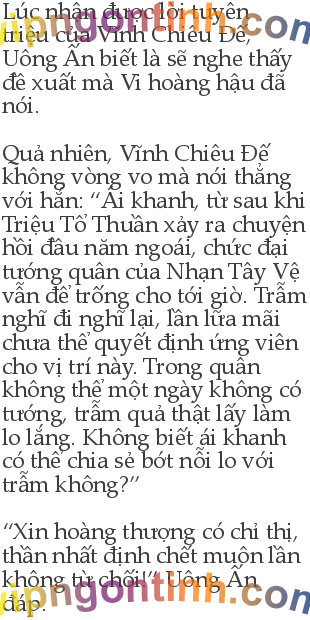 Lúc nhận được lời tuyên
triệu của Vĩnh Chiêu Đế,
Uông Ấn biết là sẽ nghe thấy
đề xuất mà Vi hoàng hậu đã
nói.
Quả nhiên, Vĩnh Chiêu Đế
không vòng vo mà nói thẳng
với hắn: “Ái khanh, từ sau khi
Triệu Tổ Thuần xảy ra chuyện
hồi đầu năm ngoái, chức đại
tướng quân của Nhạn Tây Vệ
vẫn để trống cho tới giờ. Trẫm
nghĩ đi nghĩ lại, lần lữa mãi
chưa thể quyết định ứng viên
cho vị trí này. Trong quân
không thể một ngày không có
tướng, trẫm quả thật lấy làm
lo lắng. Không biết ái khanh
có thể chia sẻ bớt nỗi lo với
trẫm không?”
“Xin hoàng thượng có chỉ thị,
thần nhất định chết muôn lần
không từ chối!” Uông Ấn
đáp.
vipngontinh.com
vipngontinh.com